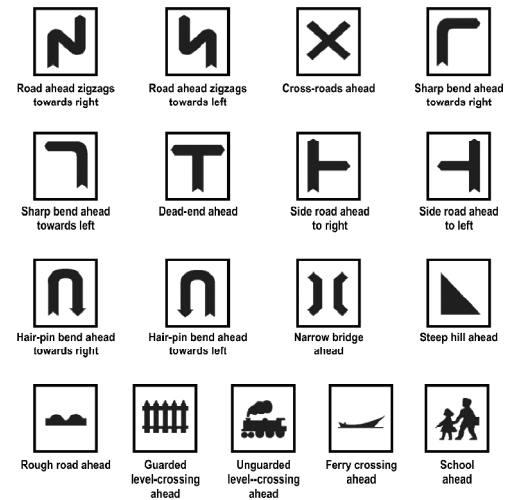 Road ahead zigzags
towards right
Road ahead zigzags
towards left
Cross-roads ahead
Sharp bend ahead
towards right
Sharp bend ahead
towards left
Dead-end ahead
Side road ahead
to right
Side road ahead
to left
Hair-pin bend ahead
towards right
Hair-pin bend ahead
towards left
Narrow bridge
ahead
Steep hill ahead
Rough road ahead
Guarded
level-crossing
ahead
Unguarded
level--crossing
ahead
Ferry crossing
ahead
School
ahead